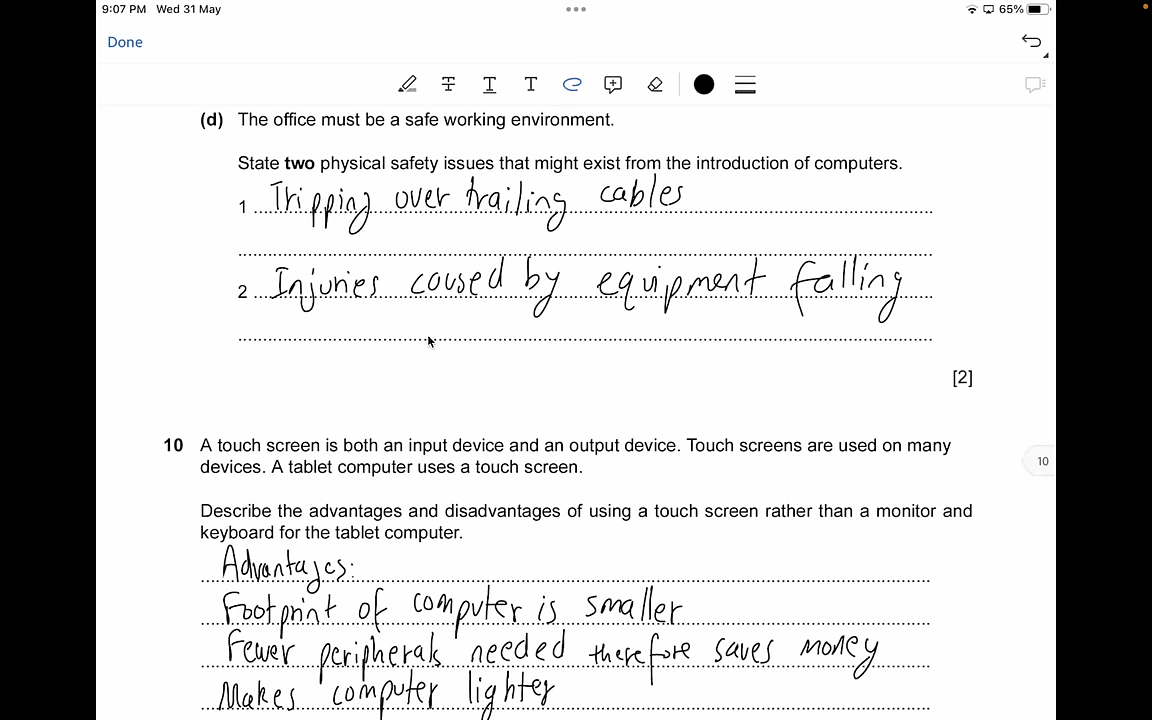 9:07 PM Wed 31 May
65%
Done
T T T
(d) The office must be a safe working environment.
State two physical safety issues that might exist from the introduction of computers.
1 Tripping over trailing cables
2 Injuries caused by equipment falling
[2]
10 A touch screen is both an input device and an output device. Touch screens are used on many
devices. A tablet computer uses a touch screen.
10
Describe the advantages and disadvantages of using a touch screen rather than a monitor and
keyboard for the tablet computer.
Advantages:
Footprint of computer is smaller
Fewer peripherals needed therefore saves money
Makes computer lighter